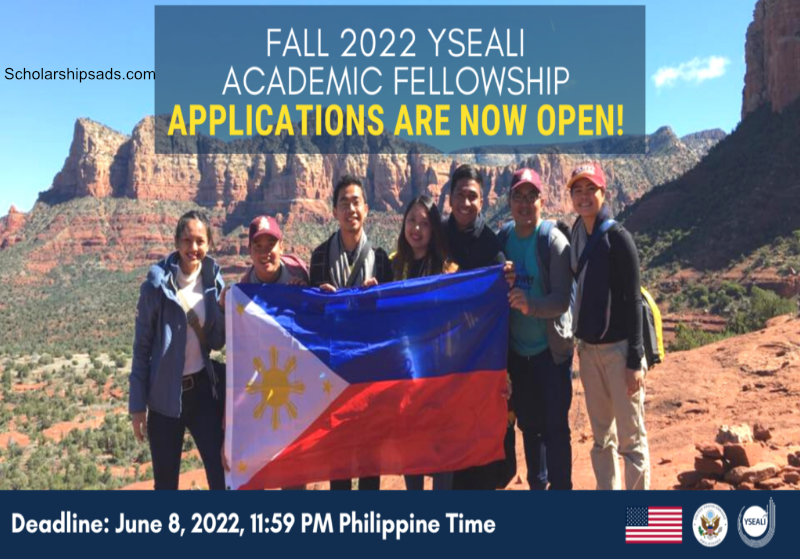 FALL 2022 YSEALI
Scholarshipsads.com
ACADEMIC FELLOWSHIP
APPLICATIONS ARE NOW OPEN!
Deadline: June 8, 2022, 11:59 PM Philippine Time
YSEALI